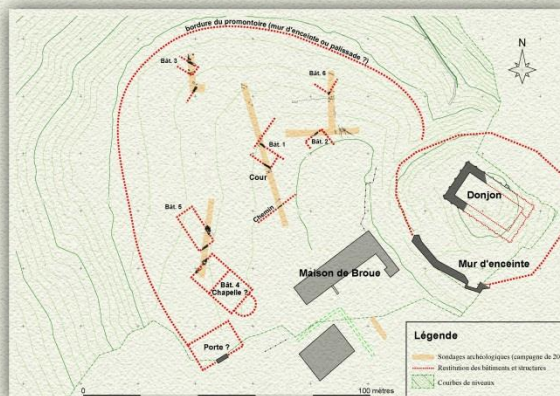 bordure du promontoire (mur d'enceinte ou palissade ?)
N
Bât. 3
Bât. 6
Bât. 1
Bât. 2
Cour
Donjon
Chemin
Bât. 5
Maison de Broue
Mur d'enceinte
Bât. 4
Chapelle ?
Porte ?
Légende
Sondages archéologiques (campagne de 20
Restitution des bâtiments et structures
Courbes de niveaux
0
100 mètres